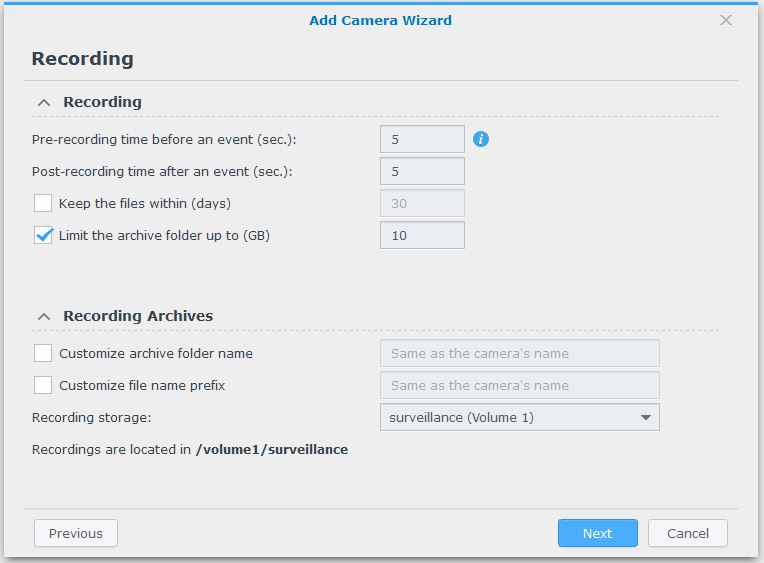 Add Camera Wizard
Recording
Recording
Pre-recording time before an event (sec.): 5 i
Post-recording time after an event (sec.): 5
Keep the files within (days) 30
Limit the archive folder up to (GB) 10
Recording Archives
Customize archive folder name Same as the camera's name
Customize file name prefix Same as the camera's name
Recording storage: surveillance (Volume 1)
Recordings are located in /volume1/surveillance
Previous Next Cancel